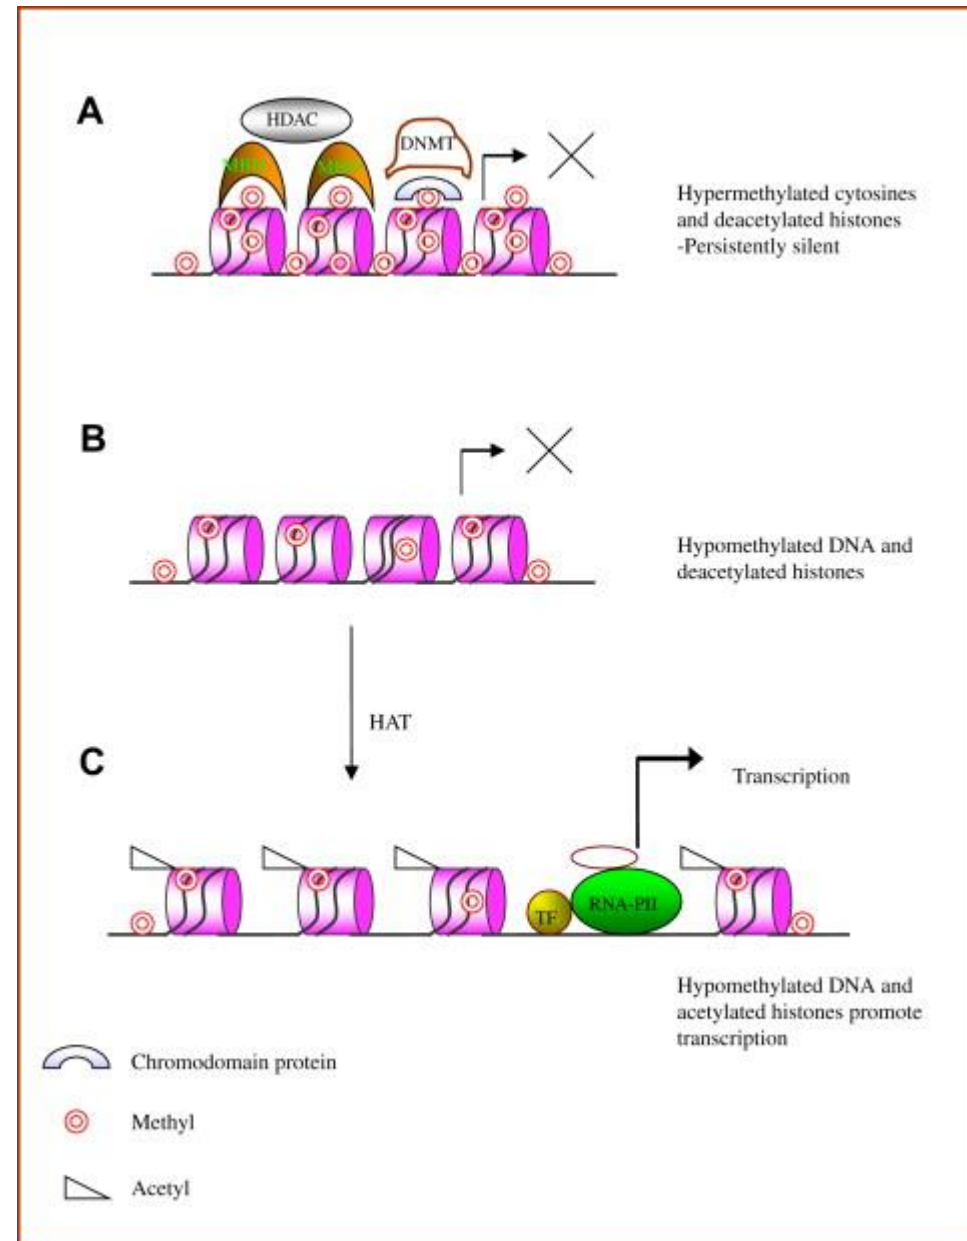 A
HDAC
DNMT
Hypermethylated cytosines
and deacetylated histones
-Persistently silent
B
Hypomethylated DNA and
deacetylated histones
HAT
C
Transcription
TF
RNA-PII
Hypomethylated DNA and
acetylated histones promote
transcription
Chromodomain protein
Methyl
Acetyl